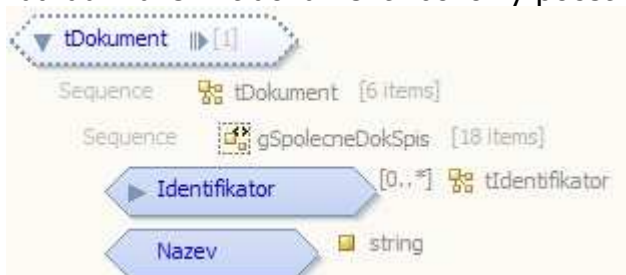 tDokument [1]
Sequence tDokument [6 items]
Sequence gSpolecneDokSpis [18 items]
Identifikator [0..*] tIdentifikator
Nazev string